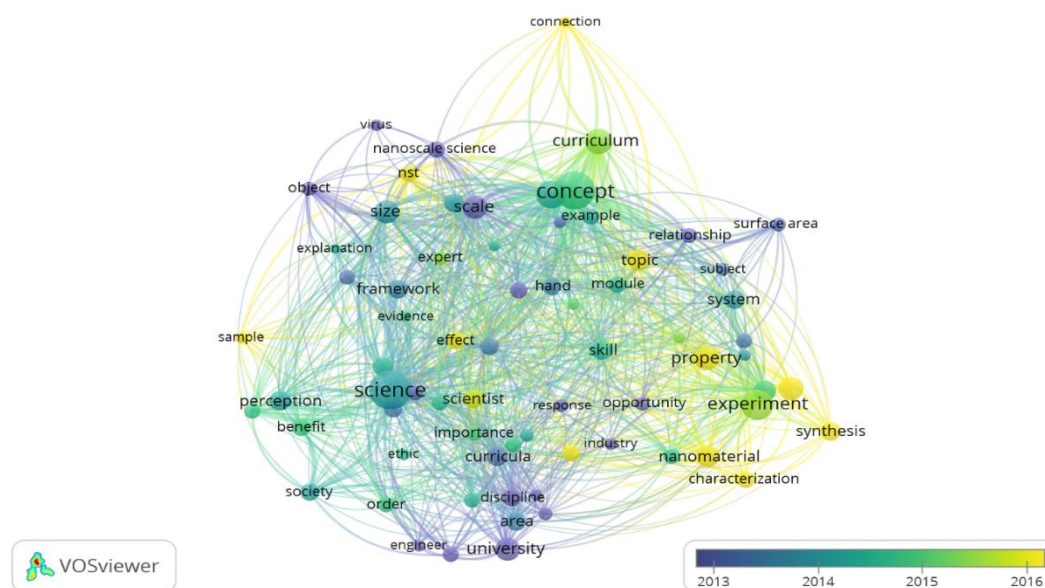 connection
virus
curriculum
nanoscale science
nst
object
concept
size
scale
example
surface area
relationship
explanation
expert
topic
subject
framework
hand
module
system
evidence
sample
effect
skill
property
science
perception
scientist
response
opportunity
experiment
benefit
importance
industry
synthesis
ethic
curricula
nanomaterial
characterization
society
order
discipline
area
engineer
university
VOSviewer
2013
2014
2015
2016